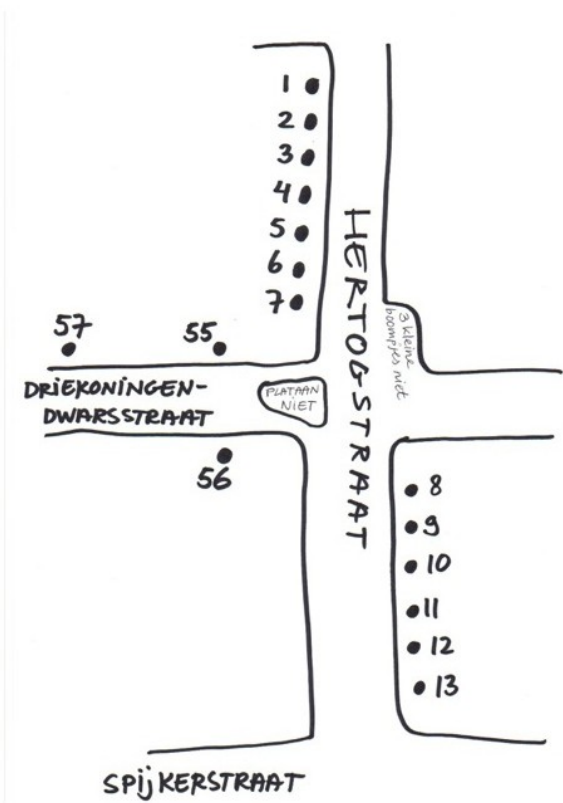 1
2
3
4
5
6
7
HERTOGSTRAAT
3 kleine
boompjes niet
57
55
DRIEKONINGEN-
DWARSSTRAAT
PLATAAN
NIET
56
8
9
10
11
12
13
SPIJKERSTRAAT